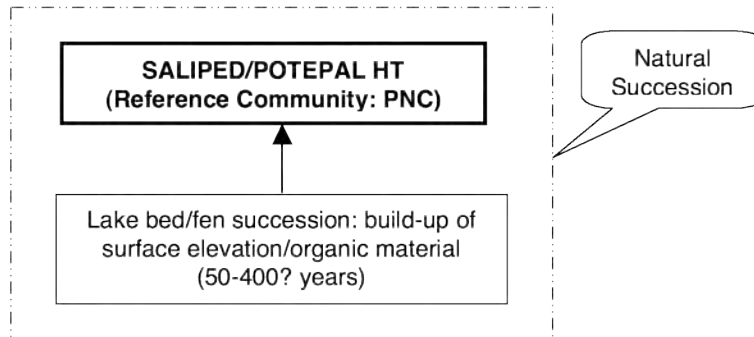 SALIPED/POTEPAL HT
(Reference Community: PNC)
Natural
Succession
Lake bed/fen succession: build-up of
surface elevation/organic material
(50-400? years)